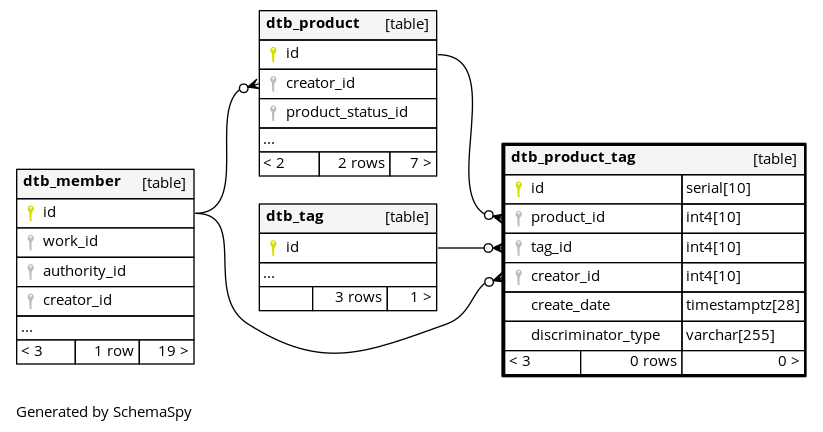 dtb_product [table]
id
creator_id
product_status_id
...
< 2 2 rows 7 >
dtb_member [table]
id
work_id
authority_id
creator_id
...
< 3 1 row 19 >
dtb_tag [table]
id
...
3 rows 1 >
dtb_product_tag [table]
id serial[10]
product_id int4[10]
tag_id int4[10]
creator_id int4[10]
create_date timestamptz[28]
discriminator_type varchar[255]
< 3 0 rows 0 >
Generated by SchemaSpy